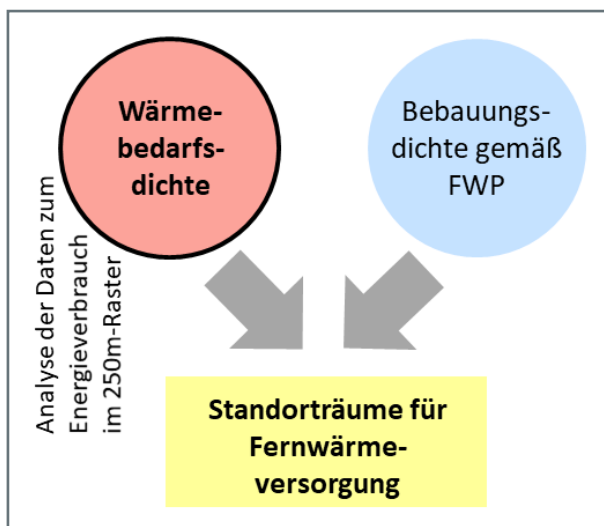 Wärme-
bedarfs-
dichte
Bebauungs-
dichte gemäß
FWP
Analyse der Daten zum
Energieverbrauch
im 250m-Raster
Standorträume für
Fernwärme-
versorgung